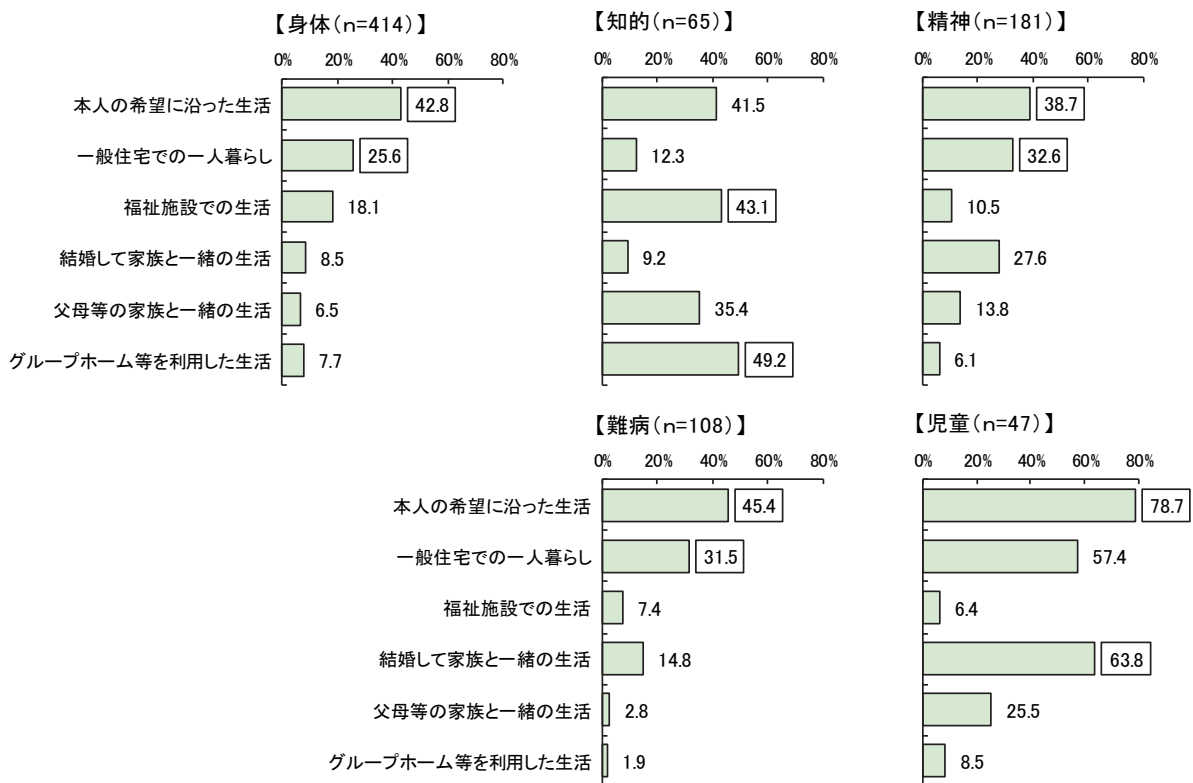 【身体(n=414)】 【知的(n=65)】 【精神(n=181)】
0% 20% 40% 60% 80% 0% 20% 40% 60% 80% 0% 20% 40% 60% 80%
本人の希望に沿った生活 42.8 41.5 38.7
一般住宅での一人暮らし 25.6 12.3 32.6
福祉施設での生活 18.1 43.1 10.5
結婚して家族と一緒の生活 8.5 9.2 27.6
父母等の家族と一緒の生活 6.5 35.4 13.8
グループホーム等を利用した生活 7.7 49.2 6.1
【難病(n=108)】 【児童(n=47)】
0% 20% 40% 60% 80% 0% 20% 40% 60% 80%
本人の希望に沿った生活 45.4 78.7
一般住宅での一人暮らし 31.5 57.4
福祉施設での生活 7.4 6.4
結婚して家族と一緒の生活 14.8 63.8
父母等の家族と一緒の生活 2.8 25.5
グループホーム等を利用した生活 1.9 8.5